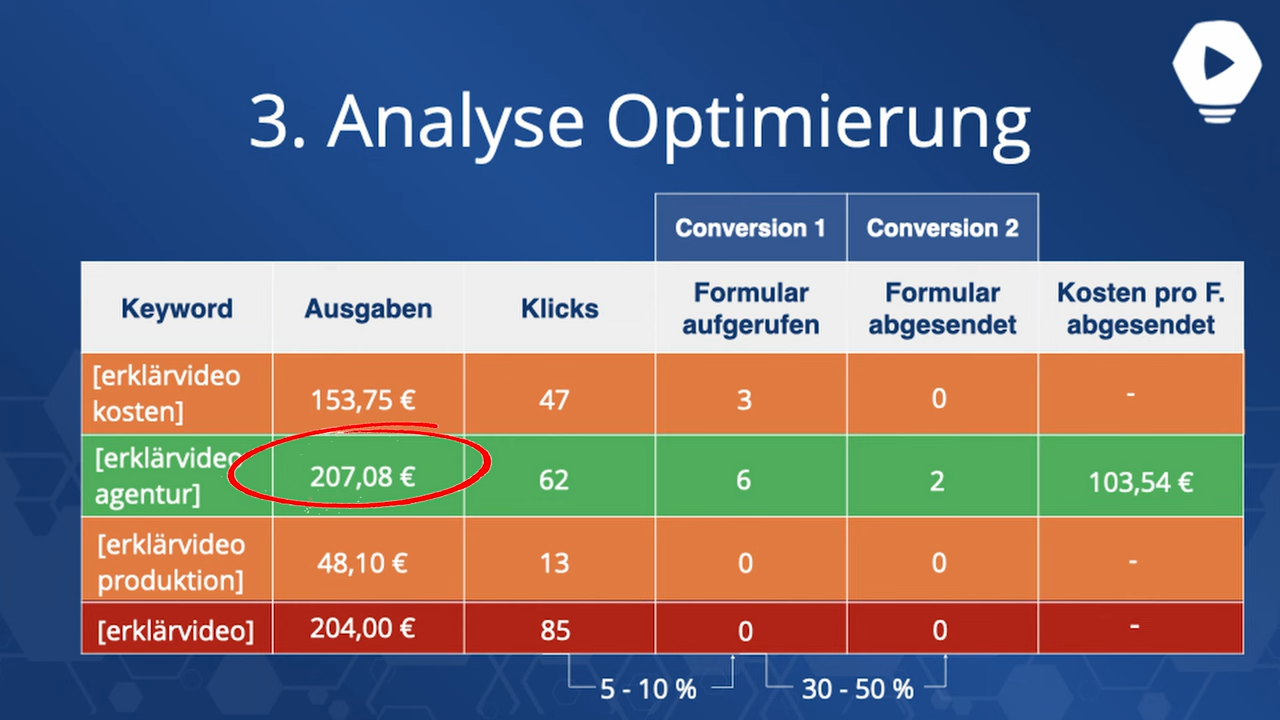 3. Analyse Optimierung
Conversion 1 Conversion 2
Keyword Ausgaben Klicks Formular aufgerufen Formular abgesendet Kosten pro F. abgesendet
[erklärvideo kosten] 153,75 € 47 3 0 -
[erklärvideo agentur] 207,08 € 62 6 2 103,54 €
[erklärvideo produktion] 48,10 € 13 0 0 -
[erklärvideo] 204,00 € 85 0 0 -
5 - 10 % 30 - 50 %